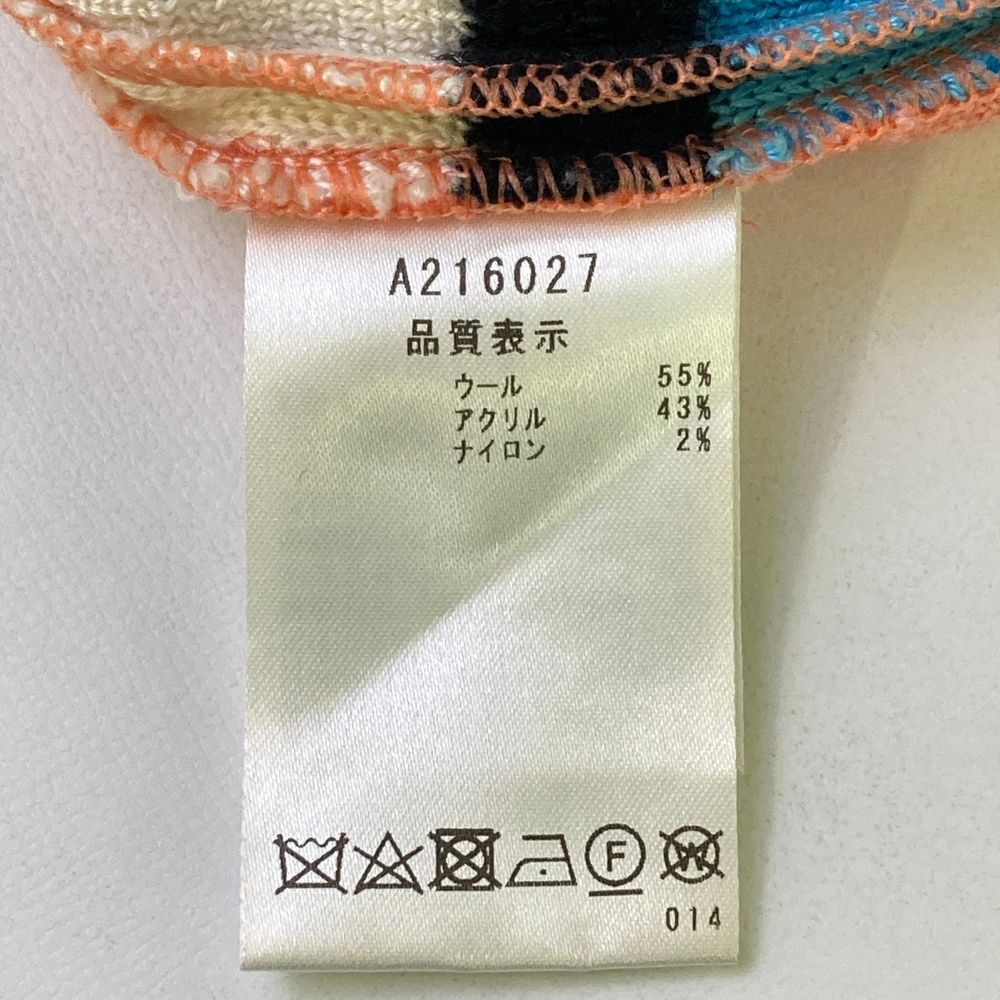 A216027
品質表示
ウール 55%
アクリル 43%
ナイロン 2%
F W
014